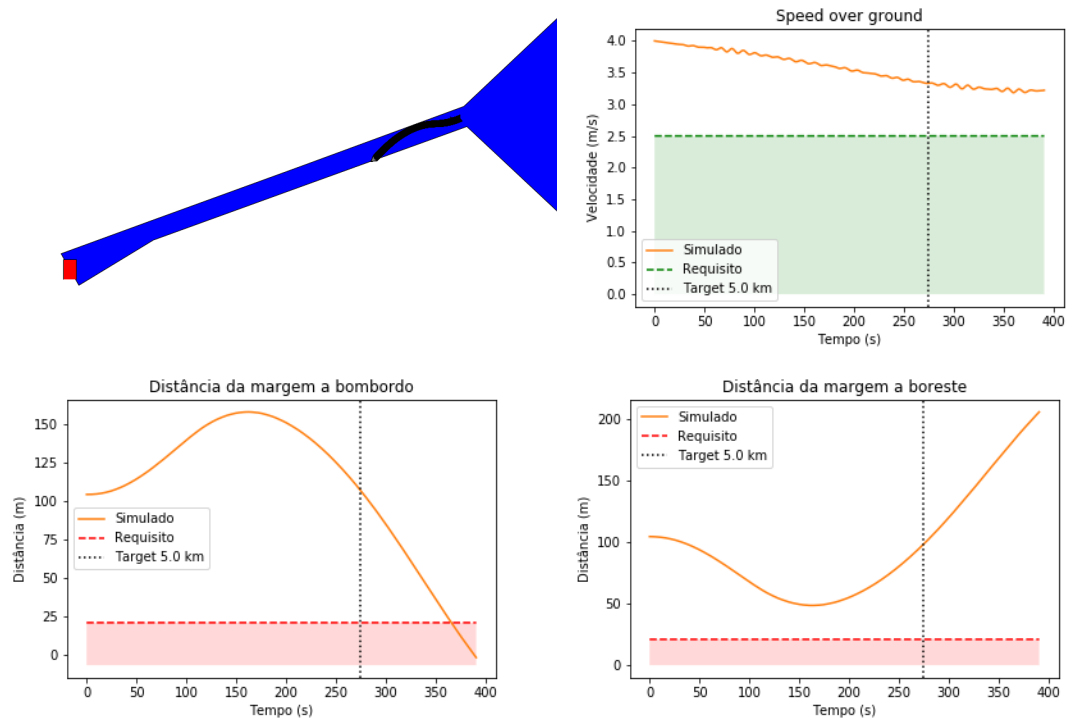 Speed over ground
Velocidade (m/s)
4.0
3.5
3.0
2.5
2.0
1.5
1.0
0.5
0.0
Simulado
Requisito
Target 5.0 km
0 50 100 150 200 250 300 350 400
Tempo (s)
Distância da margem a bombordo
Distância (m)
150
125
100
75
50
25
0
Simulado
Requisito
Target 5.0 km
0 50 100 150 200 250 300 350 400
Tempo (s)
Distância da margem a boreste
Distância (m)
200
150
100
50
0
Simulado
Requisito
Target 5.0 km
0 50 100 150 200 250 300 350 400
Tempo (s)